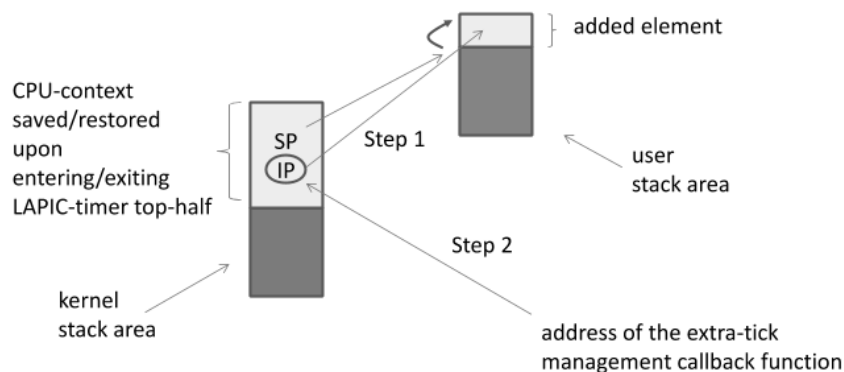 added element
CPU-context
saved/restored
upon
entering/exiting
LAPIC-timer top-half
SP
IP
Step 1
user
stack area
Step 2
kernel
stack area
address of the extra-tick
management callback function